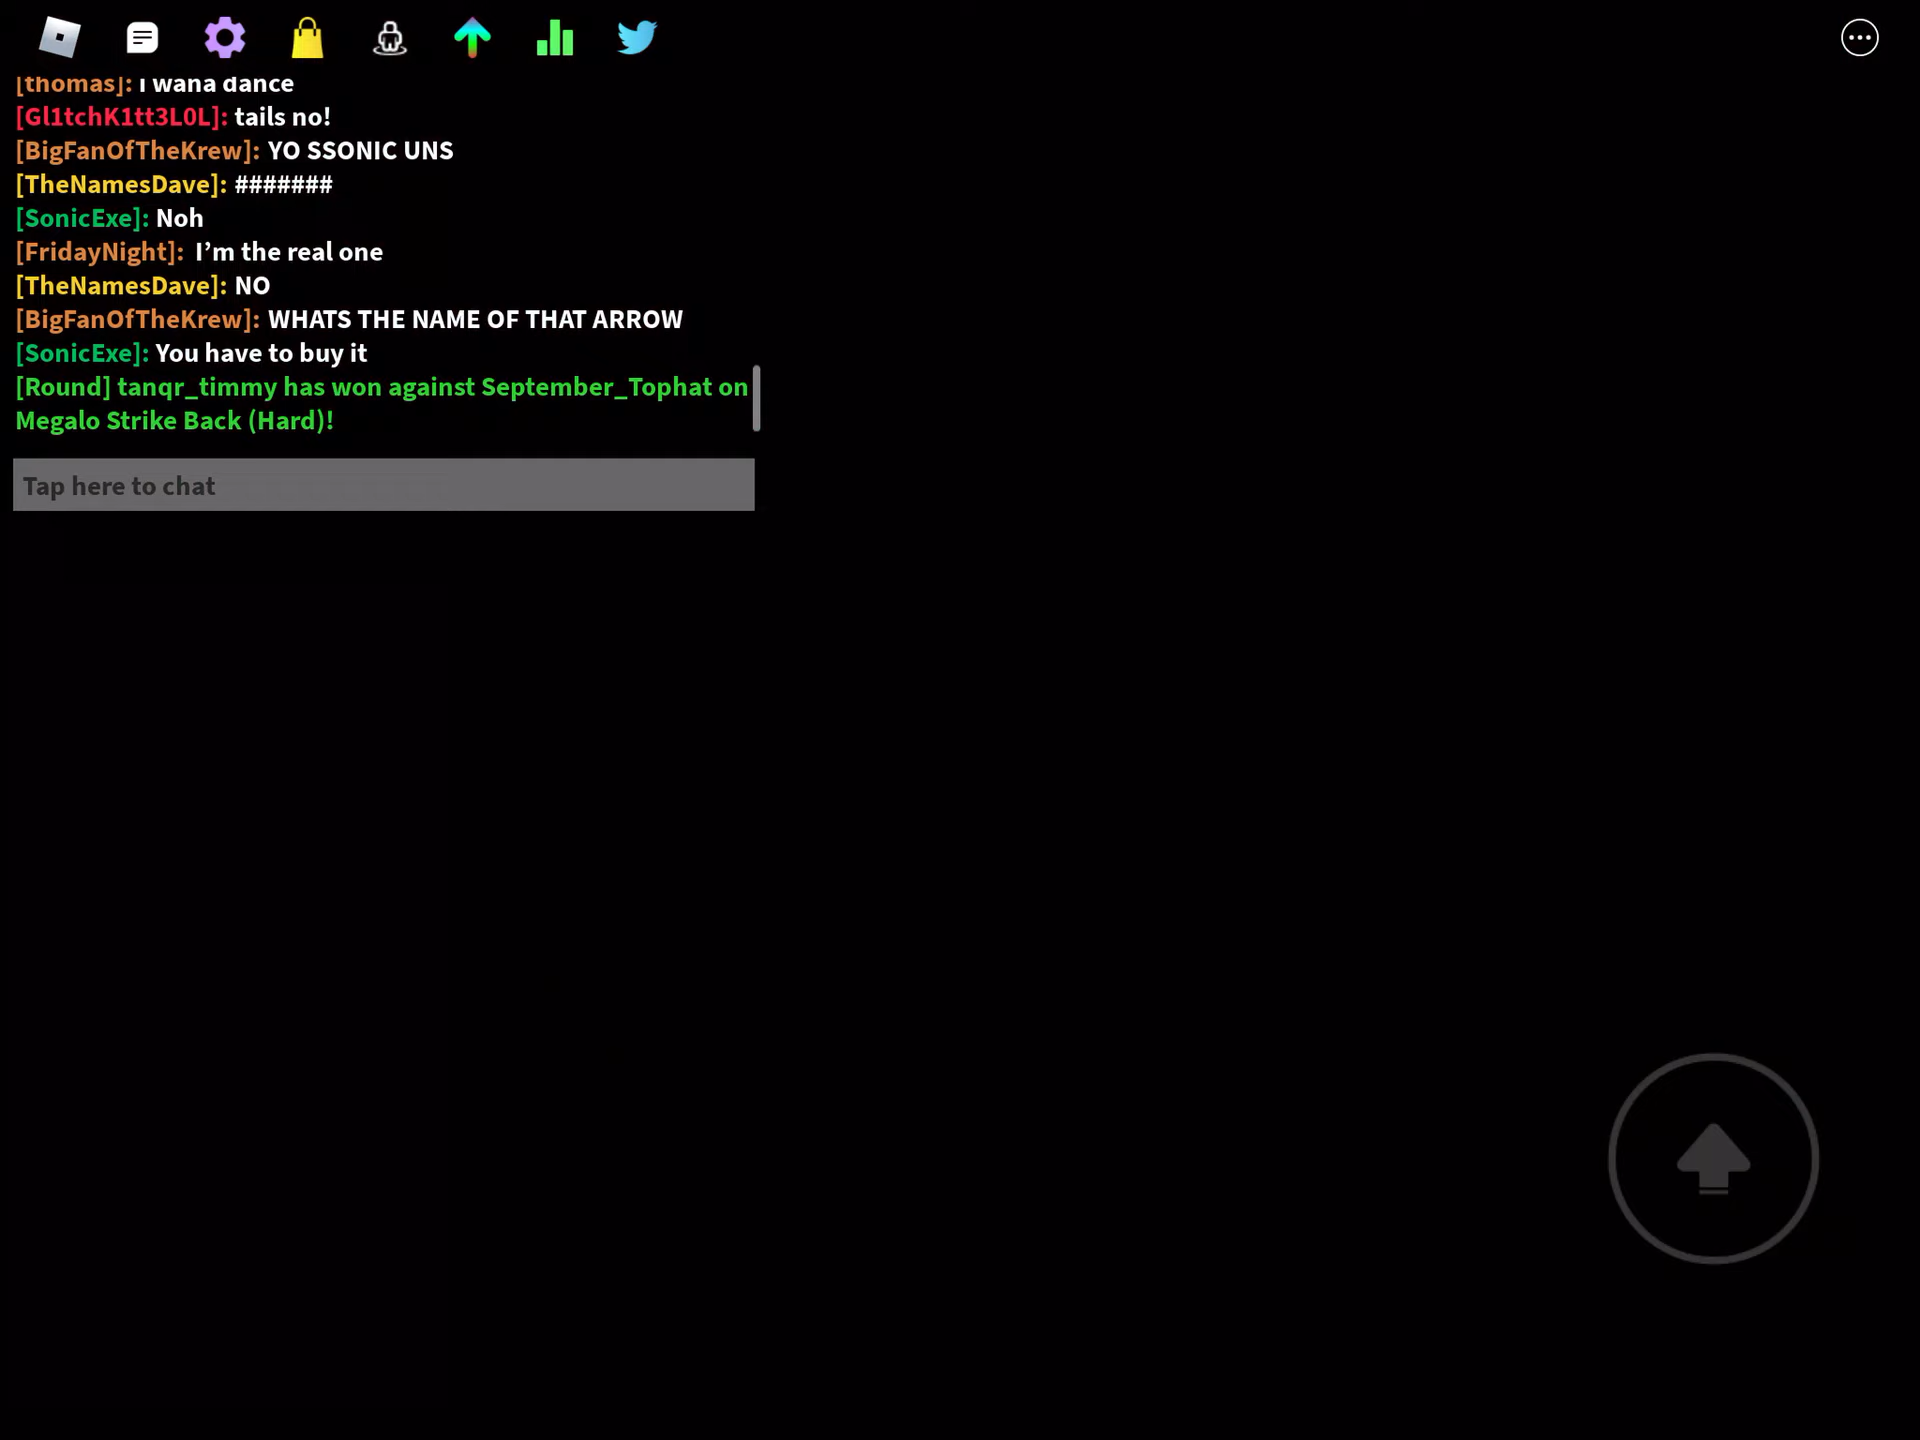 [thomas]: I wana dance
[Gl1tchK1tt3L0L]: tails no!
[BigFanOfTheKrew]: YO SSONIC UNS
[TheNamesDave]: #######
[SonicExe]: Noh
[FridayNight]: I’m the real one
[TheNamesDave]: NO
[BigFanOfTheKrew]: WHATS THE NAME OF THAT ARROW
[SonicExe]: You have to buy it
[Round] tanqr_timmy has won against September_Tophat on
Megalo Strike Back (Hard)!
Tap here to chat